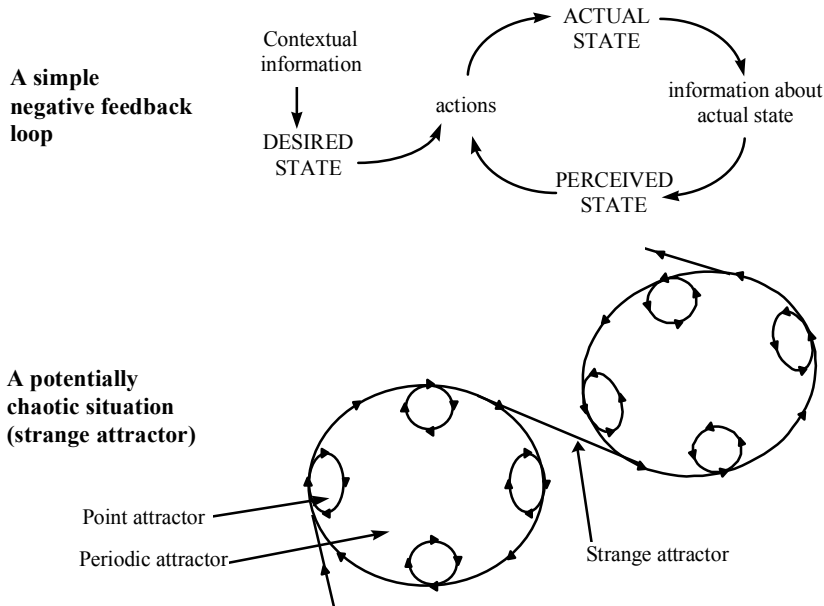 A simple
negative feedback
loop
Contextual
information
DESIRED
STATE
actions
ACTUAL
STATE
information about
actual state
PERCEIVED
STATE
A potentially
chaotic situation
(strange attractor)
Point attractor
Periodic attractor
Strange attractor